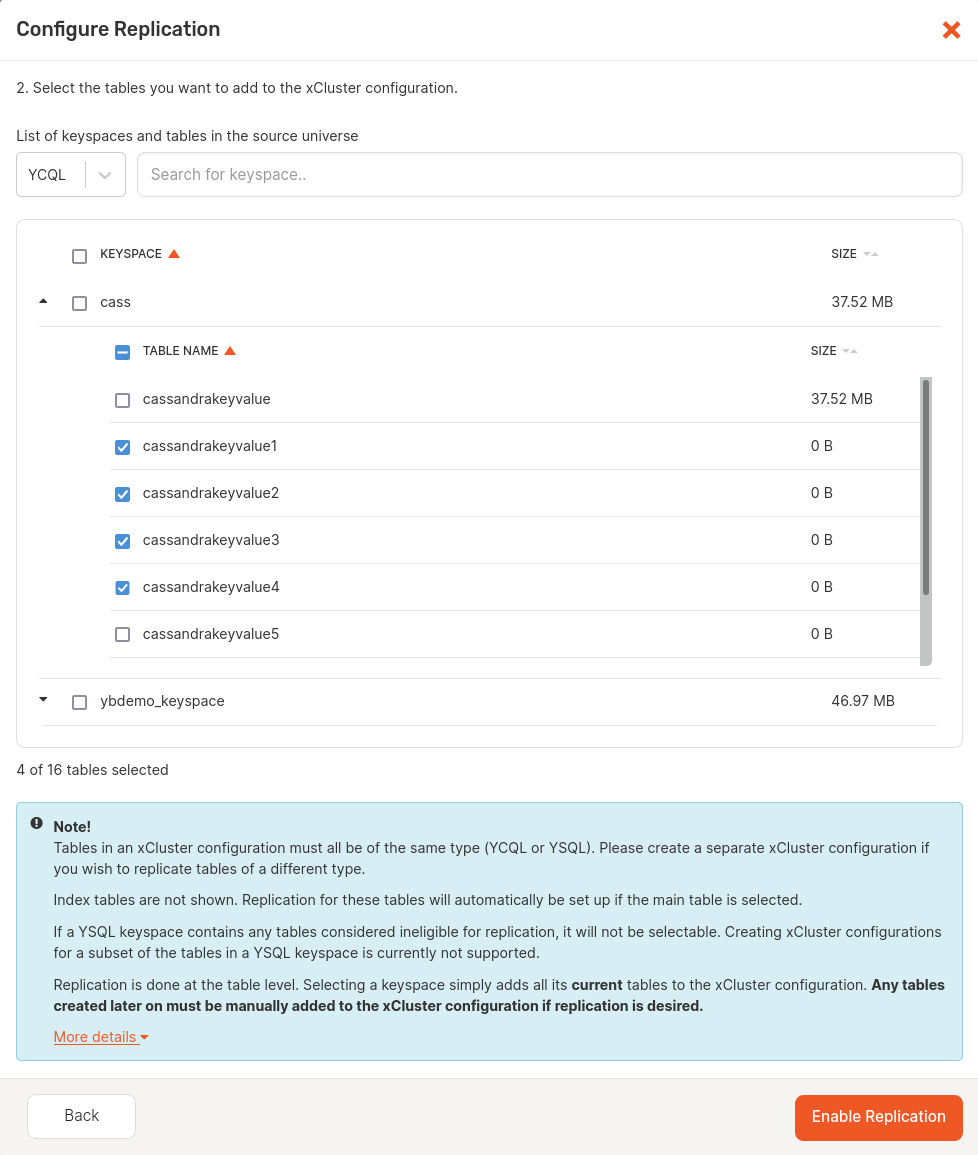 Configure Replication
2. Select the tables you want to add to the xCluster configuration.
List of keyspaces and tables in the source universe
YCQL
Search for keyspace..
KEYSPACE SIZE
cass 37.52 MB
TABLE NAME SIZE
cassandrakeyvalue 37.52 MB
cassandrakeyvalue1 0 B
cassandrakeyvalue2 0 B
cassandrakeyvalue3 0 B
cassandrakeyvalue4 0 B
cassandrakeyvalue5 0 B
ybdemo_keyspace 46.97 MB
4 of 16 tables selected
Note!
Tables in an xCluster configuration must all be of the same type (YCQL or YSQL). Please create a separate xCluster configuration if
you wish to replicate tables of a different type.
Index tables are not shown. Replication for these tables will automatically be set up if the main table is selected.
If a YSQL keyspace contains any tables considered ineligible for replication, it will not be selectable. Creating xCluster configurations
for a subset of the tables in a YSQL keyspace is currently not supported.
Replication is done at the table level. Selecting a keyspace simply adds all its current tables to the xCluster configuration. Any tables
created later on must be manually added to the xCluster configuration if replication is desired.
More details
Back
Enable Replication